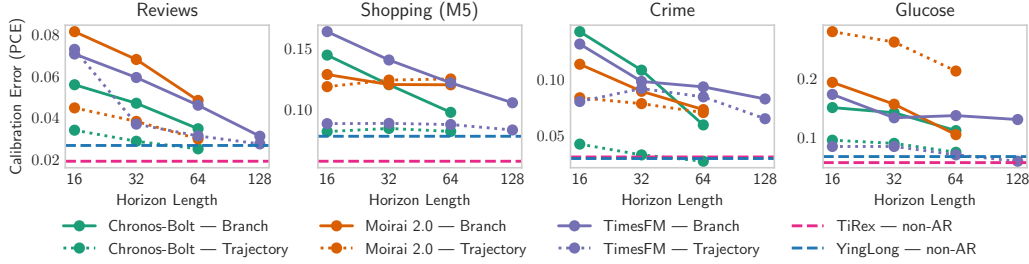 Reviews
Shopping (M5)
Crime
Glucose
Calibration Error (PCE)
0.08
0.06
0.04
0.02
0.15
0.10
0.10
0.05
0.2
0.1
16 32 64 128
16 32 64 128
16 32 64 128
16 32 64 128
Horizon Length
Horizon Length
Horizon Length
Horizon Length
Chronos-Bolt — Branch
Moirai 2.0 — Branch
TimesFM — Branch
TiRex — non-AR
Chronos-Bolt — Trajectory
Moirai 2.0 — Trajectory
TimesFM — Trajectory
YingLong — non-AR